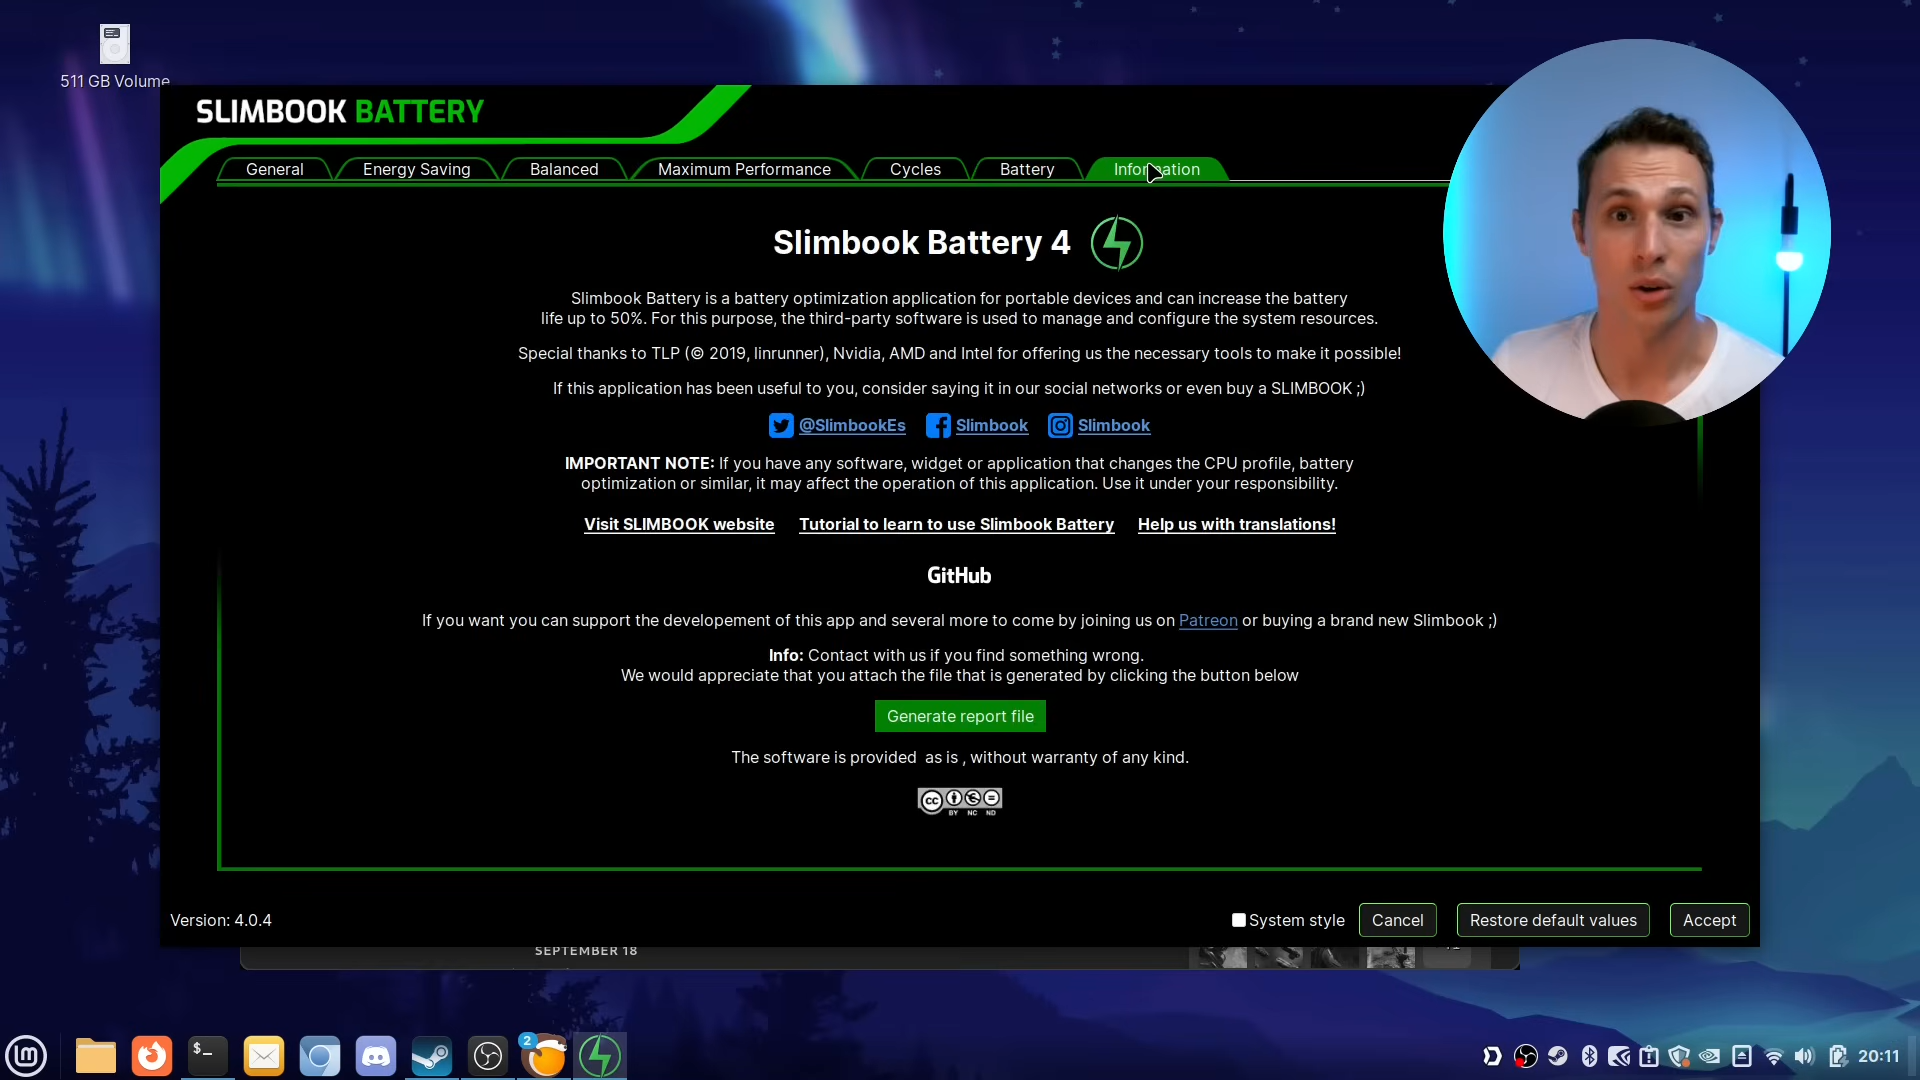 511 GB Volume
SLIMBOOK BATTERY
General
Energy Saving
Balanced
Maximum Performance
Cycles
Battery
Information
Slimbook Battery 4
Slimbook Battery is a battery optimization application for portable devices and can increase the battery
life up to 50%. For this purpose, the third-party software is used to manage and configure the system resources.
Special thanks to TLP (© 2019, linrunner), Nvidia, AMD and Intel for offering us the necessary tools to make it possible!
If this application has been useful to you, consider saying it in our social networks or even buy a SLIMBOOK ;)
@SlimbookEs
Slimbook
Slimbook
IMPORTANT NOTE: If you have any software, widget or application that changes the CPU profile, battery
optimization or similar, it may affect the operation of this application. Use it under your responsibility.
Visit SLIMBOOK website
Tutorial to learn to use Slimbook Battery
Help us with translations!
GitHub
If you want you can support the developement of this app and several more to come by joining us on Patreon or buying a brand new Slimbook ;)
Info: Contact with us if you find something wrong.
We would appreciate that you attach the file that is generated by clicking the button below
Generate report file
The software is provided  as is , without warranty of any kind.
cc BY NC ND
Version: 4.0.4
System style
Cancel
Restore default values
Accept
SEPTEMBER 18
$_
2
20:11